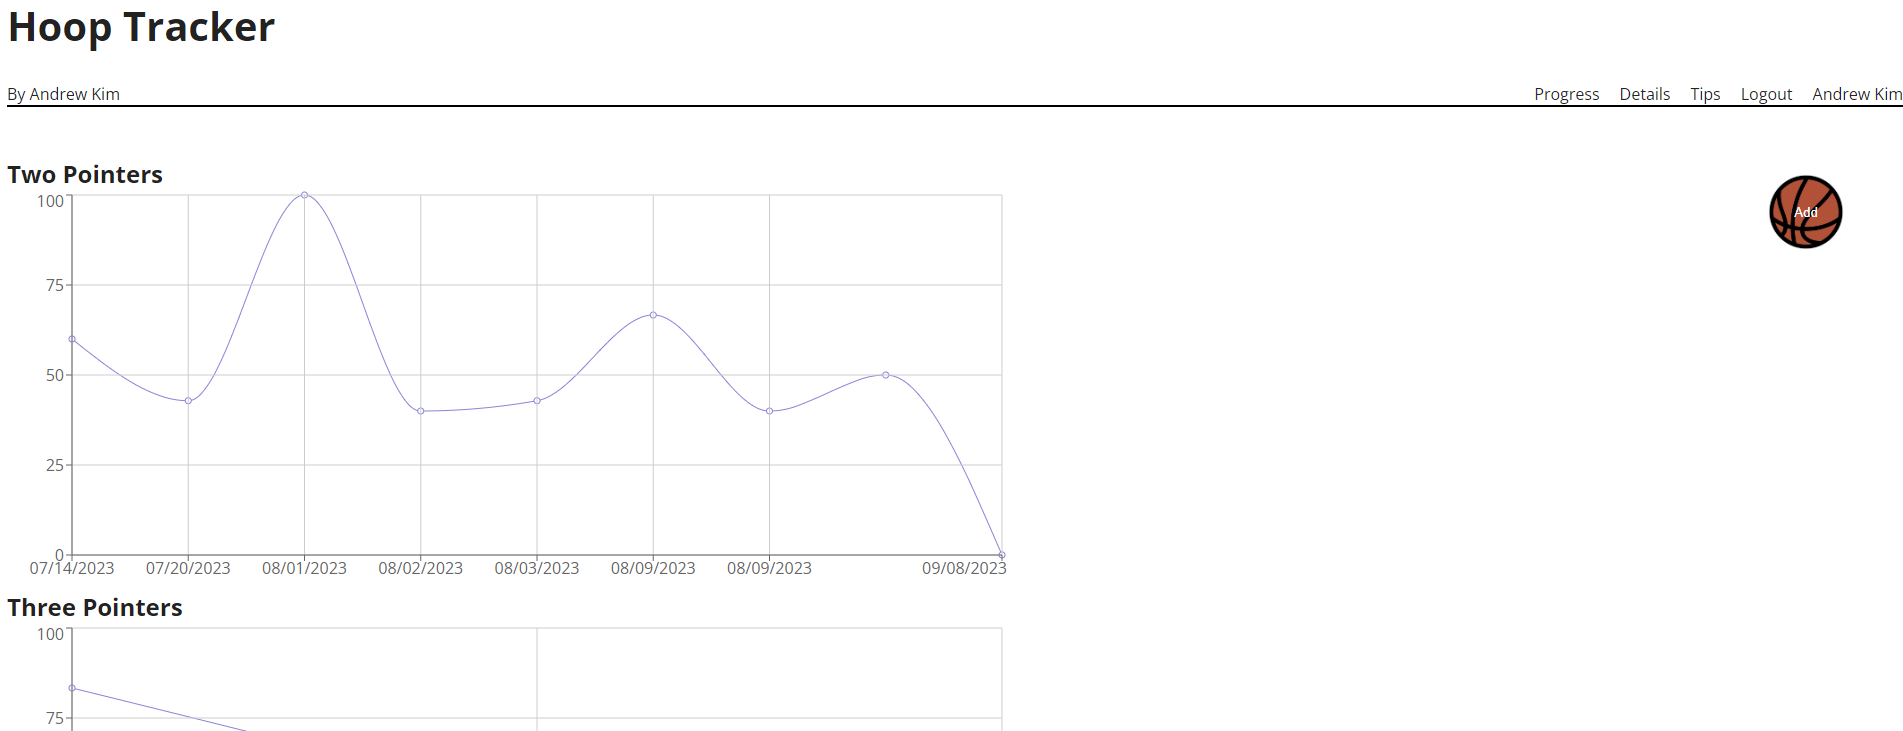 Hoop Tracker
By Andrew Kim
Progress Details Tips Logout Andrew Kim
Two Pointers
Add
100
75
50
25
0
07/14/2023 07/20/2023 08/01/2023 08/02/2023 08/03/2023 08/09/2023 08/09/2023 09/08/2023
Three Pointers
100
75